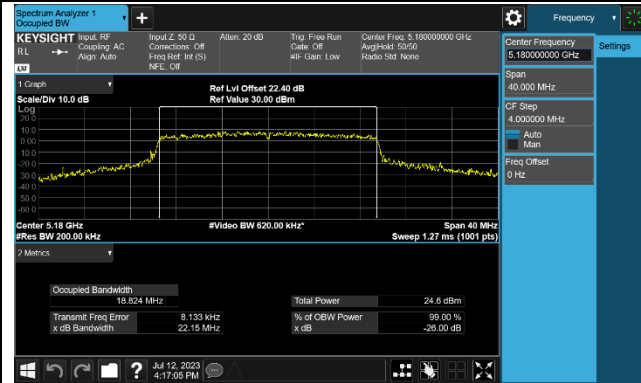 Spectrum Analyzer 1
Occupied BW
Frequency
KEYSIGHT
RL
LXI
Input: RF
Coupling: AC
Align: Auto
Input Z: 50 Ω
Corrections: Off
Freq Ref: Int (S)
NFE: Off
Atten: 20 dB
Trig: Free Run
Gate: Off
#IF Gain: Low
Center Freq: 5.180000000 GHz
Avg|Hold: 50/50
Radio Std: None
Center Frequency
5.180000000 GHz
Settings
Span
40.000 MHz
CF Step
4.000000 MHz
Auto
Man
Freq Offset
0 Hz
1 Graph
Scale/Div 10.0 dB
Ref Lvl Offset 22.40 dB
Ref Value 30.00 dBm
Log
20.0
10.0
0.00
-10.0
-20.0
-30.0
-40.0
-50.0
-60.0
Center 5.18 GHz
#Res BW 200.00 kHz
#Video BW 620.00 kHz*
Span 40 MHz
Sweep 1.27 ms (1001 pts)
2 Metrics
Occupied Bandwidth
18.824 MHz
Total Power
24.6 dBm
Transmit Freq Error
8.133 kHz
% of OBW Power
99.00 %
x dB Bandwidth
22.15 MHz
x dB
-26.00 dB
?
Jul 12, 2023
4:17:05 PM